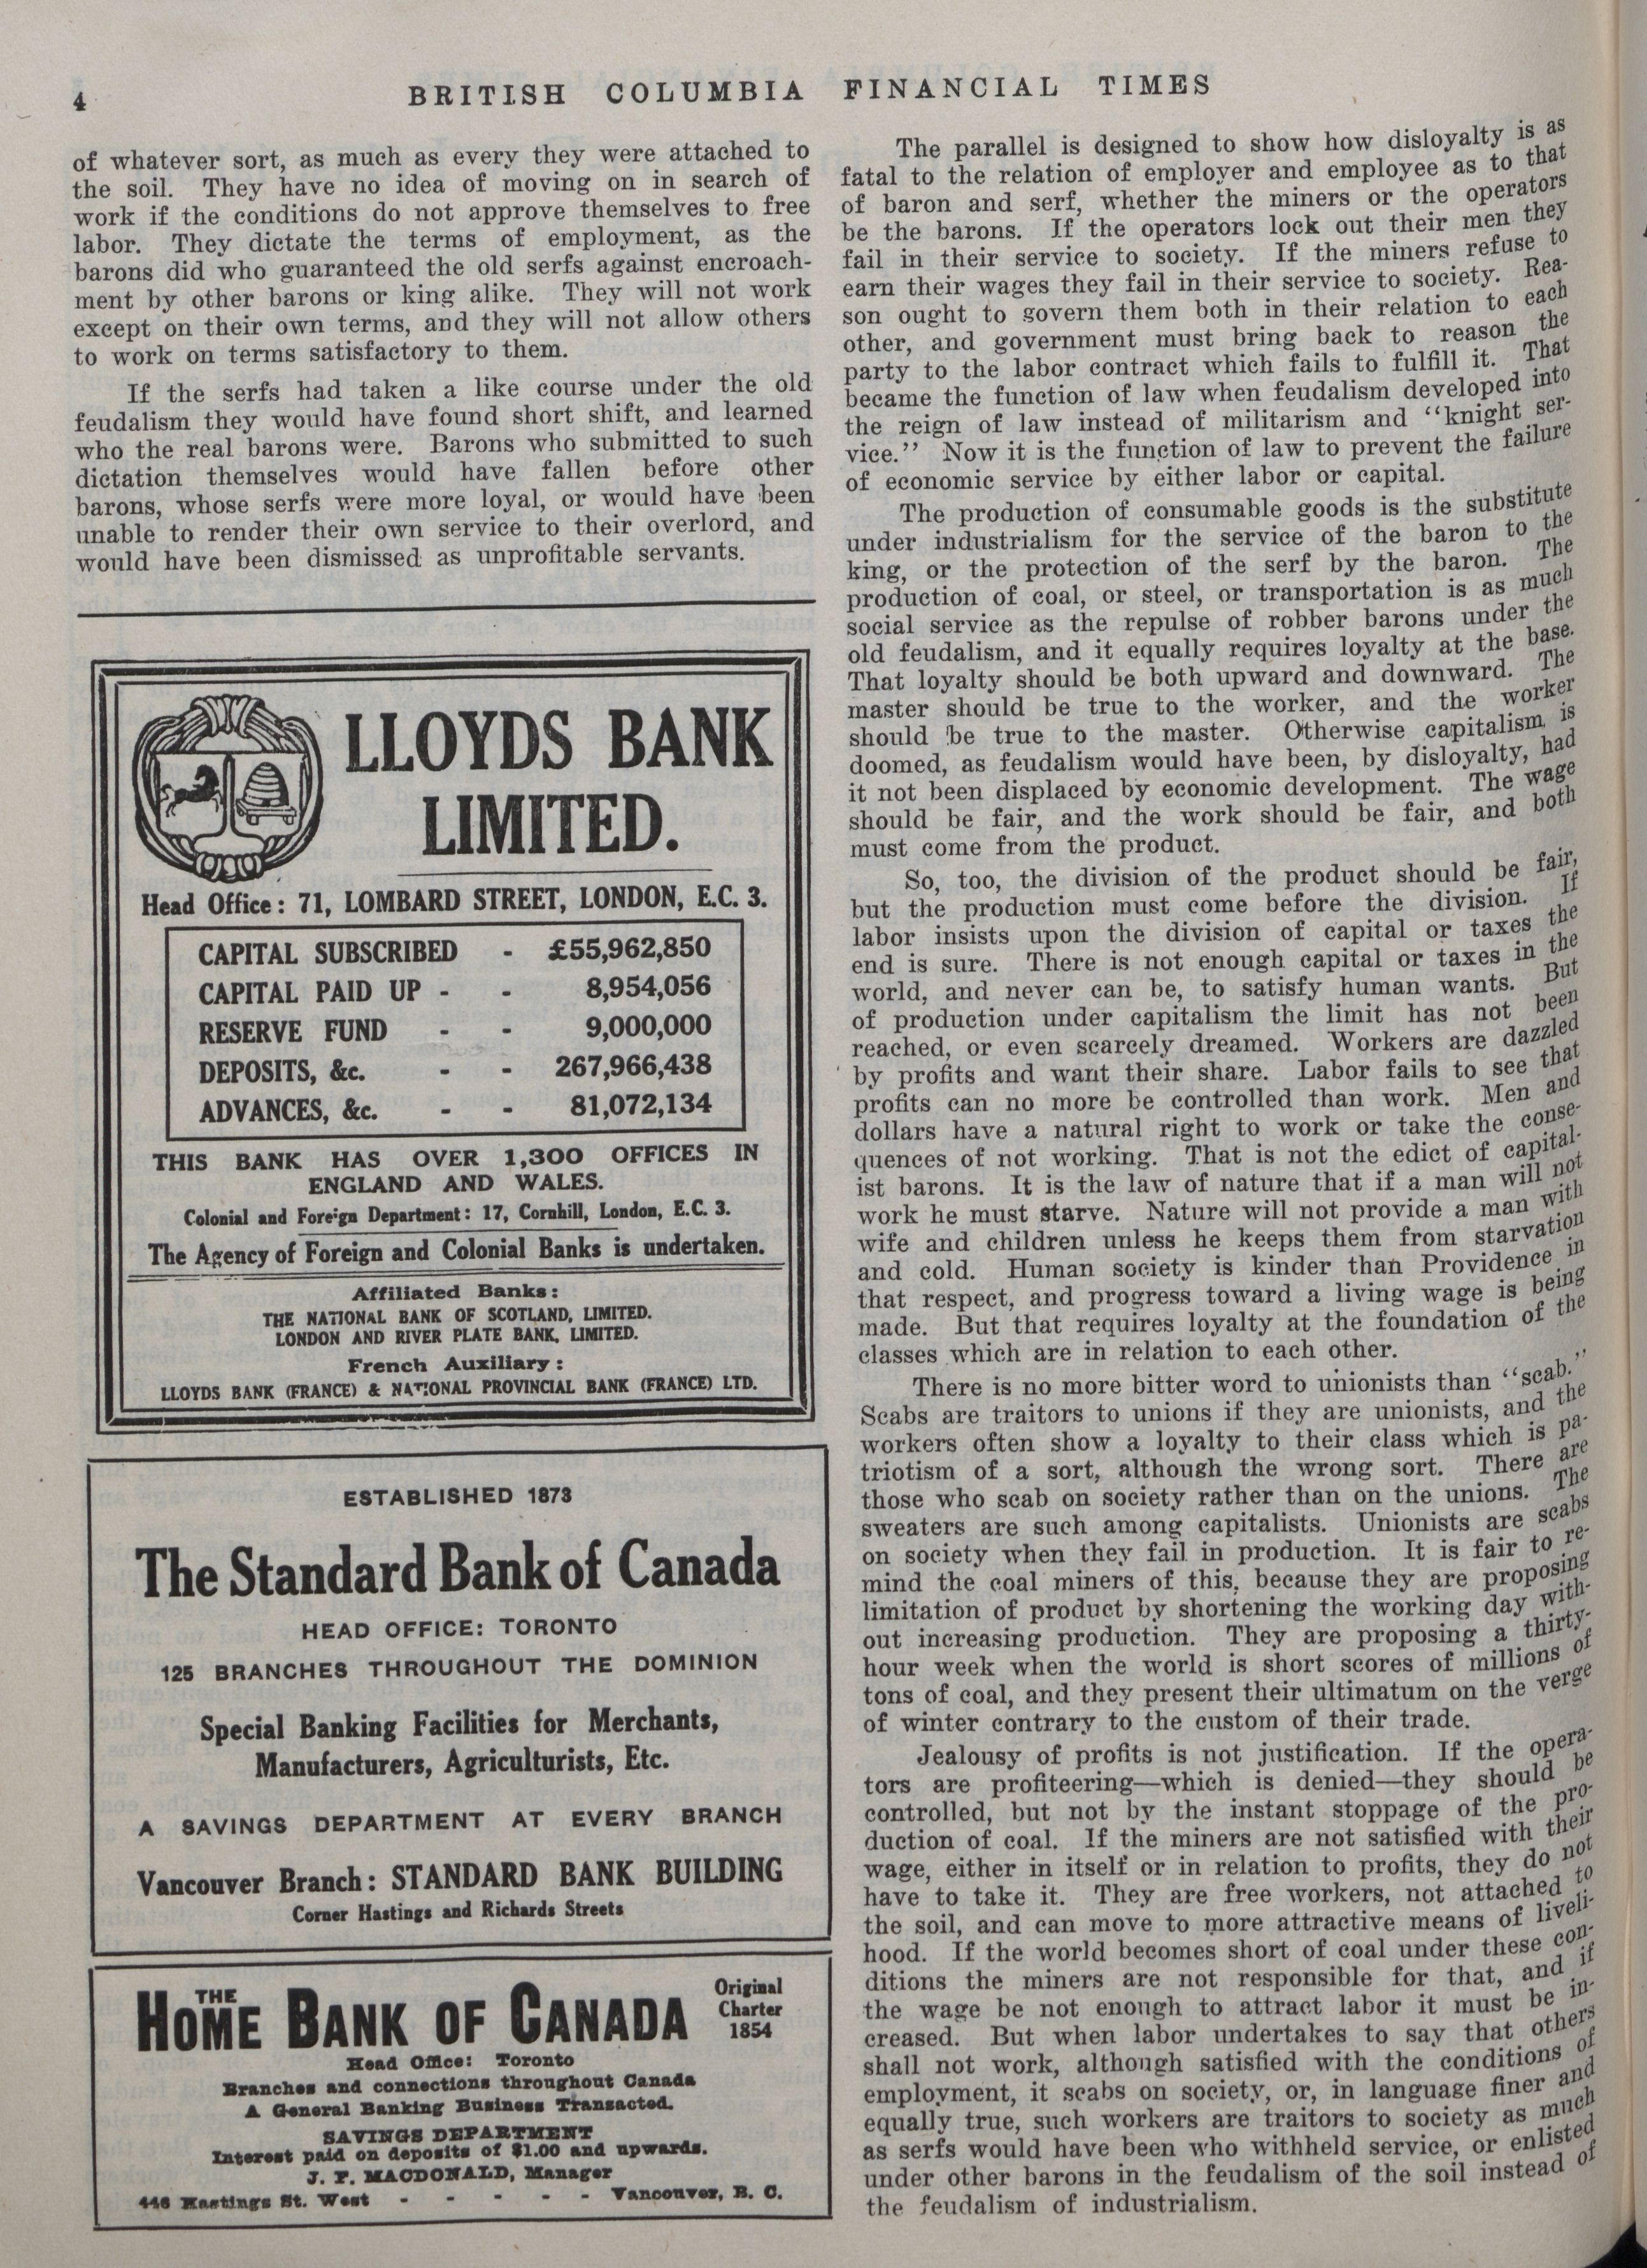 4
BRITISH COLUMBIA FINANCIAL TIMES
of whatever sort, as much as every they were attached to
the soil. They have no idea of moving on in search of
work if the conditions do not approve themselves to free
labor. They dictate the terms of employment, as the
barons did who guaranteed the old serfs against encroach-
ment by other barons or king alike. They will not work
except on their own terms, and they will not allow others
to work on terms satisfactory to them.
If the serfs had taken a like course under the old
feudalism they would have found short shift, and learned
who the real barons were. Barons who submitted to such
dictation themselves would have fallen before other
barons, whose serfs were more loyal, or would have been
unable to render their own service to their overlord, and
would have been dismissed as unprofitable servants.
LLOYDS BANK
LIMITED.
Head Office: 71, LOMBARD STREET, LONDON, E.C. 3.
CAPITAL SUBSCRIBED - £55,962,850
CAPITAL PAID UP - - 8,954,056
RESERVE FUND - - 9,000,000
DEPOSITS, &c. - - 267,966,438
ADVANCES, &c. - - 81,072,134
THIS BANK HAS OVER 1,300 OFFICES IN
ENGLAND AND WALES.
Colonial and Foreign Department: 17, Cornhill, London, E.C. 3.
The Agency of Foreign and Colonial Banks is undertaken.
Affiliated Banks:
THE NATIONAL BANK OF SCOTLAND, LIMITED.
LONDON AND RIVER PLATE BANK, LIMITED.
French Auxiliary:
LLOYDS BANK (FRANCE) & NATIONAL PROVINCIAL BANK (FRANCE) LTD.
ESTABLISHED 1873
The Standard Bank of Canada
HEAD OFFICE: TORONTO
125 BRANCHES THROUGHOUT THE DOMINION
Special Banking Facilities for Merchants,
Manufacturers, Agriculturists, Etc.
A SAVINGS DEPARTMENT AT EVERY BRANCH
Vancouver Branch: STANDARD BANK BUILDING
Corner Hastings and Richards Streets
THE HOME BANK OF CANADA
Original
Charter
1854
Head Office: Toronto
Branches and connections throughout Canada
A General Banking Business Transacted.
SAVINGS DEPARTMENT
Interest paid on deposits of $1.00 and upwards.
J. F. MACDONALD, Manager
446 Hastings St. West - - - - - Vancouver, B. C.
The parallel is designed to show how disloyalty is as
fatal to the relation of employer and employee as to that
of baron and serf, whether the miners or the operators
be the barons. If the operators lock out their men they
fail in their service to society. If the miners refuse to
earn their wages they fail in their service to society. Rea-
son ought to govern them both in their relation to each
other, and government must bring back to reason the
party to the labor contract which fails to fulfill it. That
became the function of law when feudalism developed into
the reign of law instead of militarism and "knight ser-
vice." Now it is the function of law to prevent the failure
of economic service by either labor or capital.
The production of consumable goods is the substitute
under industrialism for the service of the baron to the
king, or the protection of the serf by the baron. The
production of coal, or steel, or transportation is as much
social service as the repulse of robber barons under the
old feudalism, and it equally requires loyalty at the base.
That loyalty should be both upward and downward. The
master should be true to the worker, and the worker
should be true to the master. Otherwise capitalism is
doomed, as feudalism would have been, by disloyalty, had
it not been displaced by economic development. The wage
should be fair, and the work should be fair, and both
must come from the product.
So, too, the division of the product should be fair,
but the production must come before the division. If
labor insists upon the division of capital or taxes the
end is sure. There is not enough capital or taxes in the
world, and never can be, to satisfy human wants. But
of production under capitalism the limit has not been
reached, or even scarcely dreamed. Workers are dazzled
by profits and want their share. Labor fails to see that
profits can no more be controlled than work. Men and
dollars have a natural right to work or take the conse-
quences of not working. That is not the edict of capital-
ist barons. It is the law of nature that if a man will not
work he must starve. Nature will not provide a man with
wife and children unless he keeps them from starvation
and cold. Human society is kinder than Providence in
that respect, and progress toward a living wage is being
made. But that requires loyalty at the foundation of the
classes which are in relation to each other.
There is no more bitter word to unionists than "scab."
Scabs are traitors to unions if they are unionists, and the
workers often show a loyalty to their class which is pa-
triotism of a sort, although the wrong sort. There are
those who scab on society rather than on the unions. The
sweaters are such among capitalists. Unionists are scabs
on society when they fail in production. It is fair to re-
mind the coal miners of this, because they are proposing
limitation of product by shortening the working day with-
out increasing production. They are proposing a thirty-
hour week when the world is short scores of millions of
tons of coal, and they present their ultimatum on the verge
of winter contrary to the custom of their trade.
Jealousy of profits is not justification. If the opera-
tors are profiteering—which is denied—they should be
controlled, but not by the instant stoppage of the pro-
duction of coal. If the miners are not satisfied with their
wage, either in itself or in relation to profits, they do not
have to take it. They are free workers, not attached to
the soil, and can move to more attractive means of liveli-
hood. If the world becomes short of coal under these con-
ditions the miners are not responsible for that, and if
the wage be not enough to attract labor it must be in-
creased. But when labor undertakes to say that others
shall not work, although satisfied with the conditions of
employment, it scabs on society, or, in language finer and
equally true, such workers are traitors to society as much
as serfs would have been who withheld service, or enlisted
under other barons in the feudalism of the soil instead of
the feudalism of industrialism.